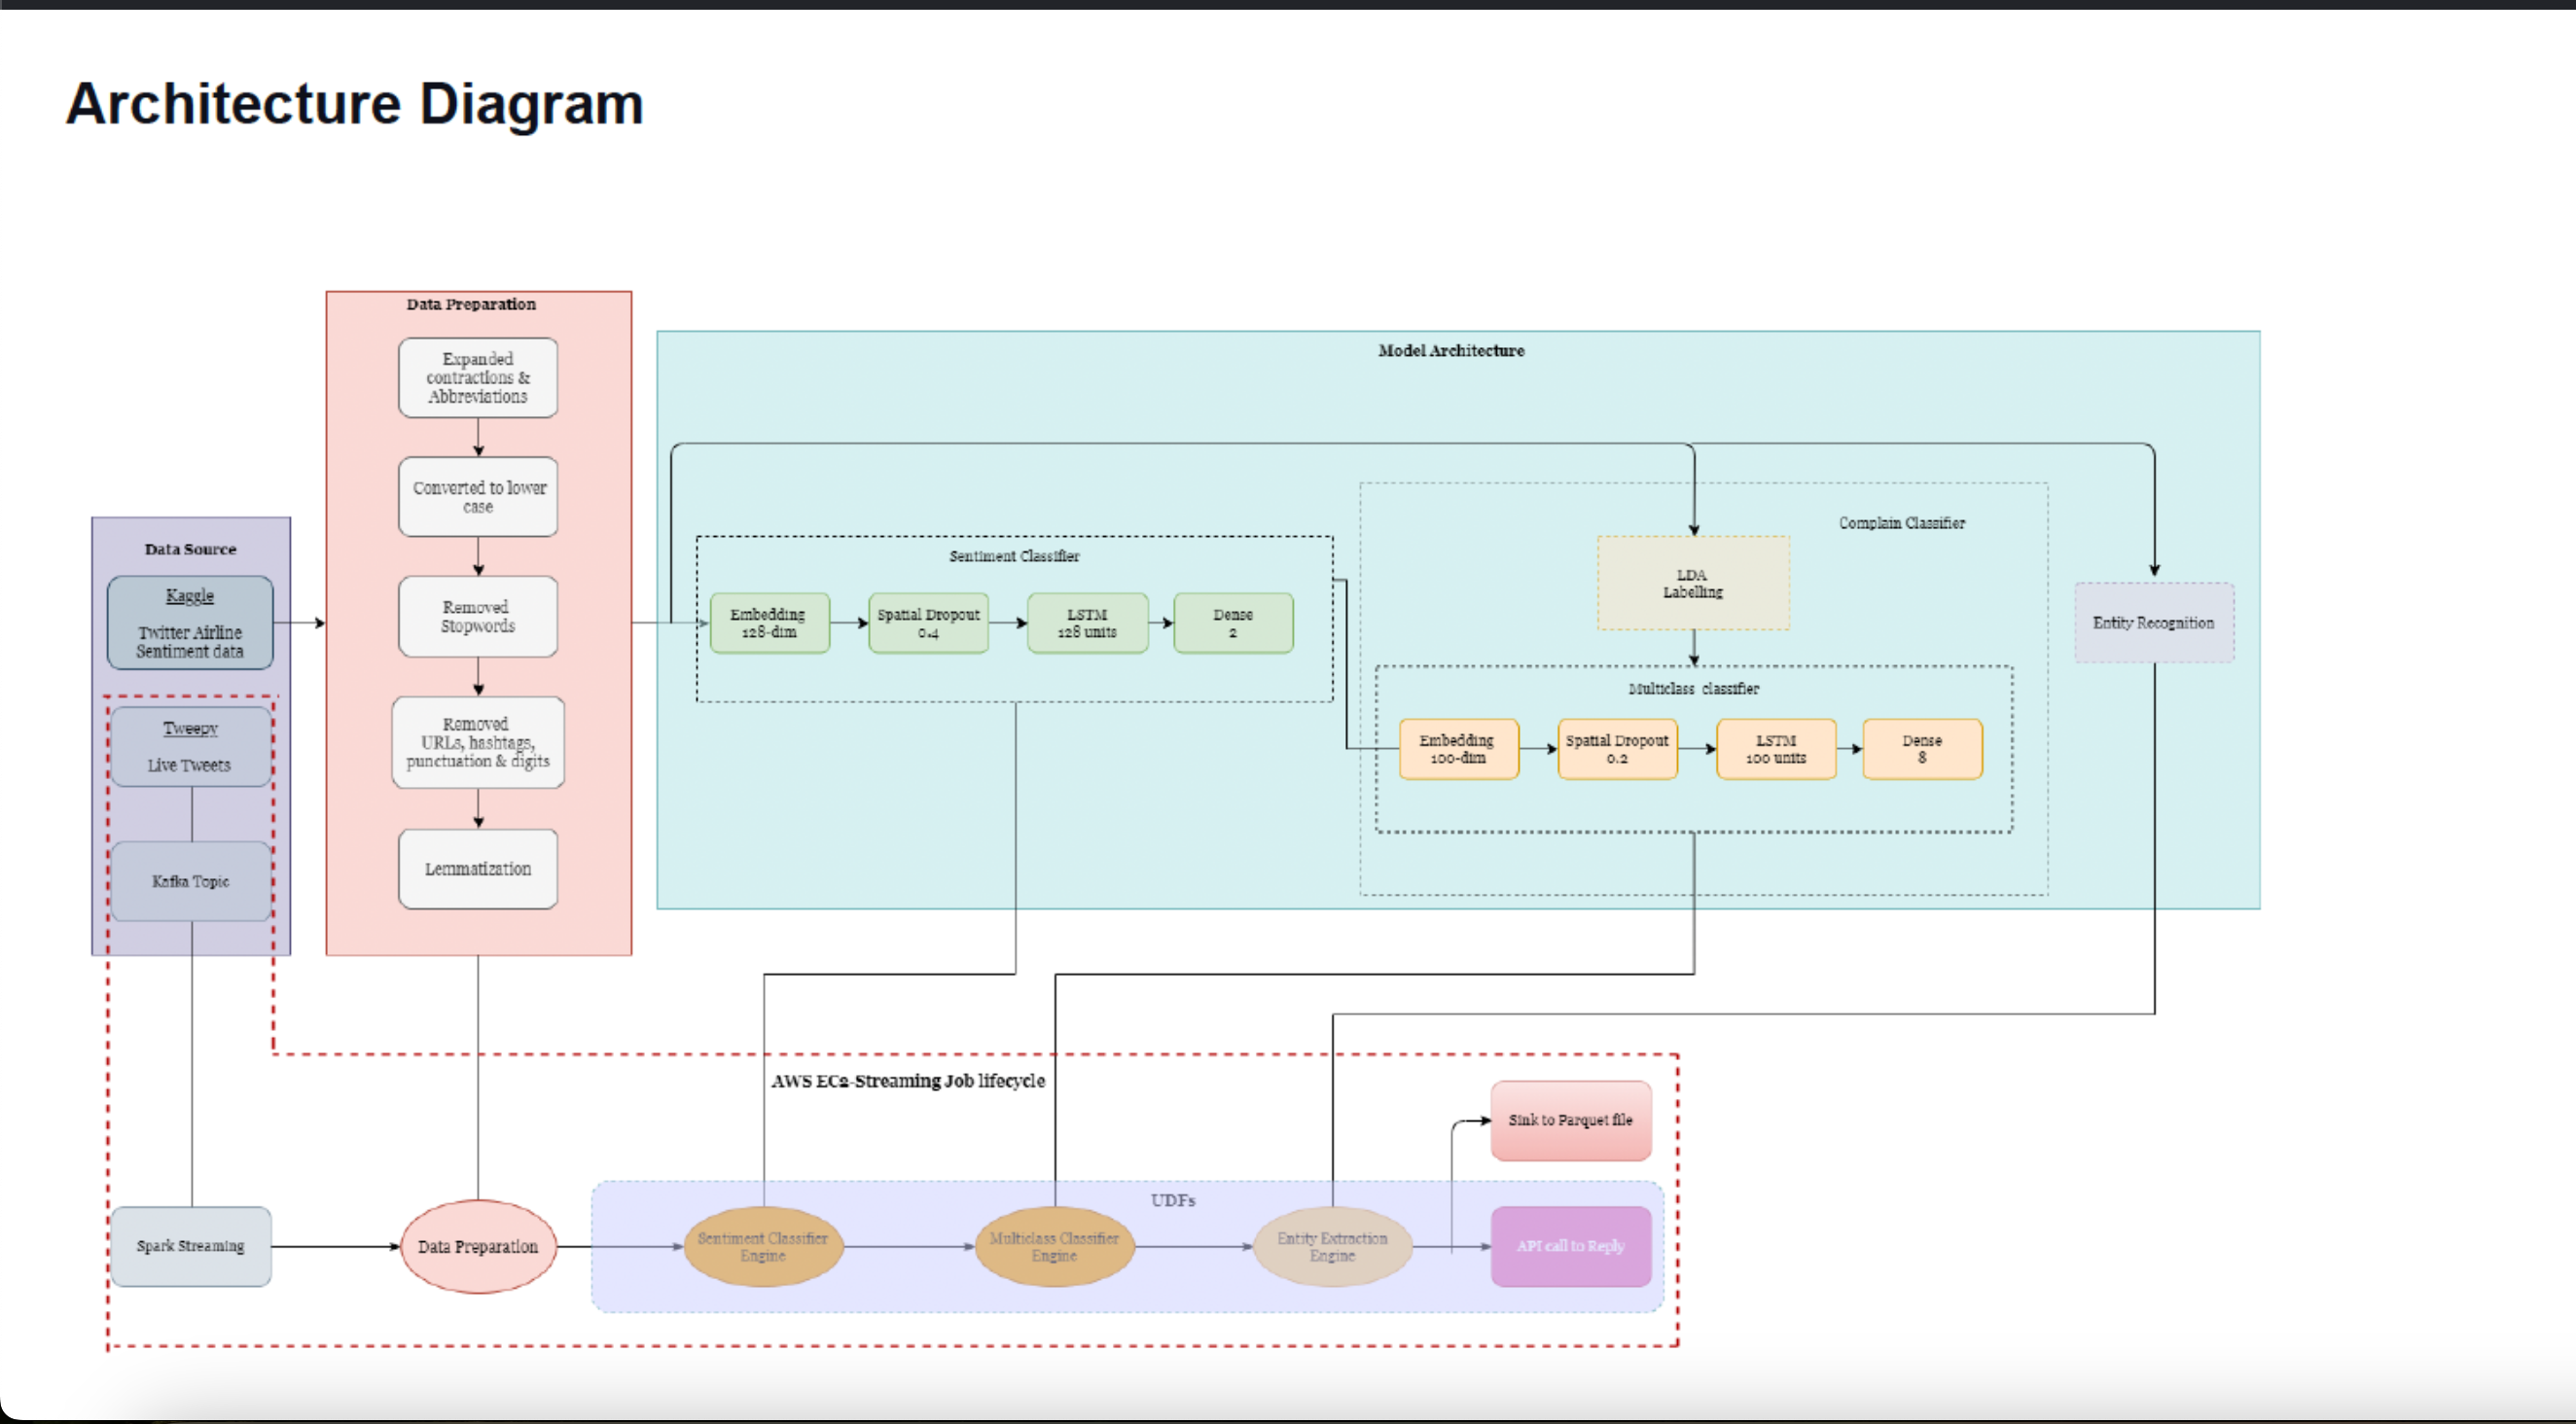 Architecture Diagram
Data Source
Kaggle
Twitter Airline
Sentiment data
Tweepy
Live Tweets
Kafka Topic
Data Preparation
Expanded
contractions &
Abbreviations
Converted to lower
case
Removed
Stopwords
Removed
URLs, hashtags,
punctuation & digits
Lemmatization
Model Architecture
Sentiment Classifier
Embedding
128-dim
Spatial Dropout
0.4
LSTM
128 units
Dense
2
Complain Classifier
LDA
Labelling
Multiclass classifier
Embedding
100-dim
Spatial Dropout
0.2
LSTM
100 units
Dense
8
Entity Recognition
AWS EC2-Streaming Job lifecycle
Spark Streaming
Data Preparation
UDFs
Sentiment Classifier
Engine
Multiclass Classifier
Engine
Entity Extraction
Engine
Sink to Parquet file
API call to Reply